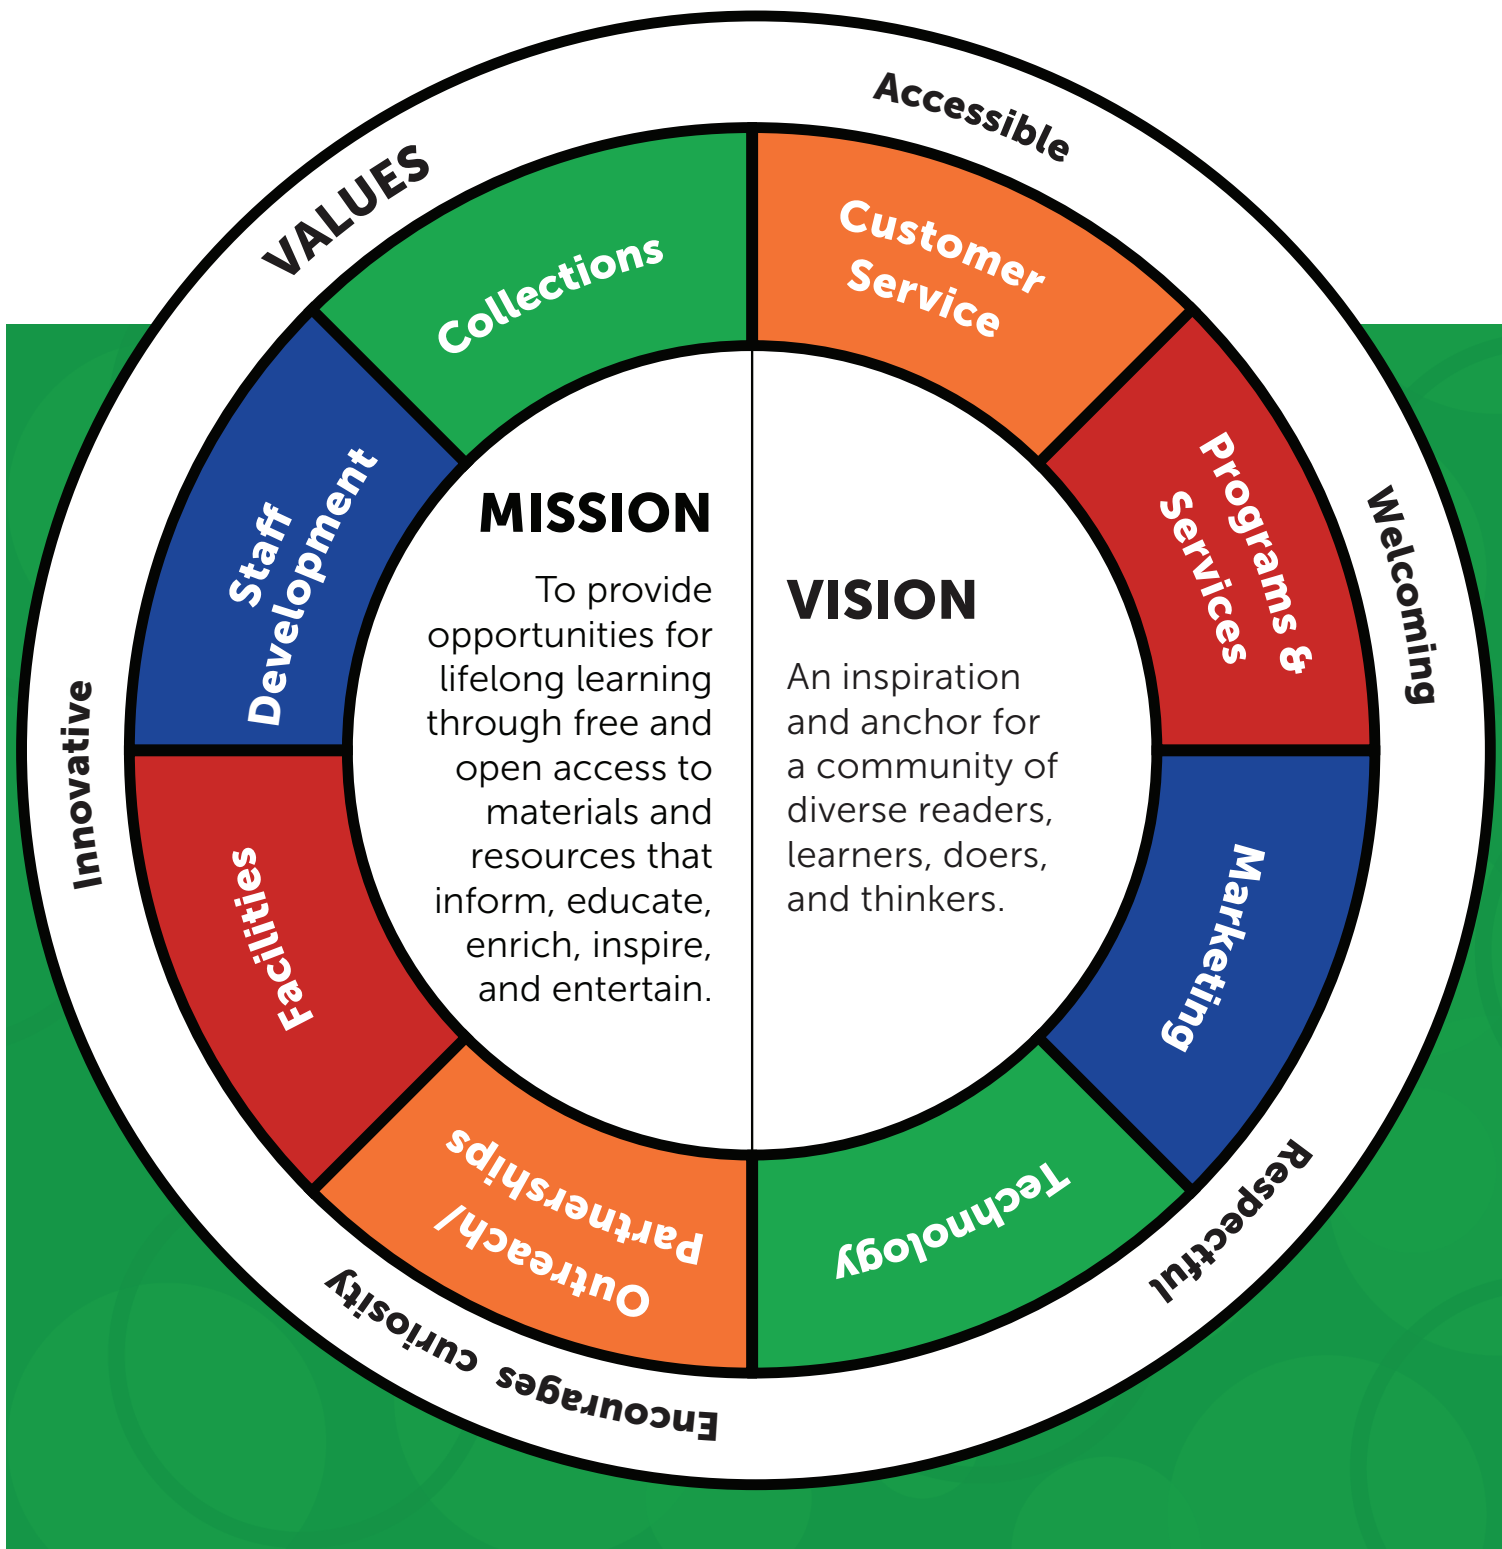 VALUES
Accessible
Welcoming
Respectful
Encourages curiosity
Innovative
Collections
Customer
Service
Programs &
Services
Marketing
Technology
Outreach/
Partnerships
Facilities
Staff
Development
MISSION
To provide
opportunities for
lifelong learning
through free and
open access to
materials and
resources that
inform, educate,
enrich, inspire,
and entertain.
VISION
An inspiration
and anchor for
a community of
diverse readers,
learners, doers,
and thinkers.